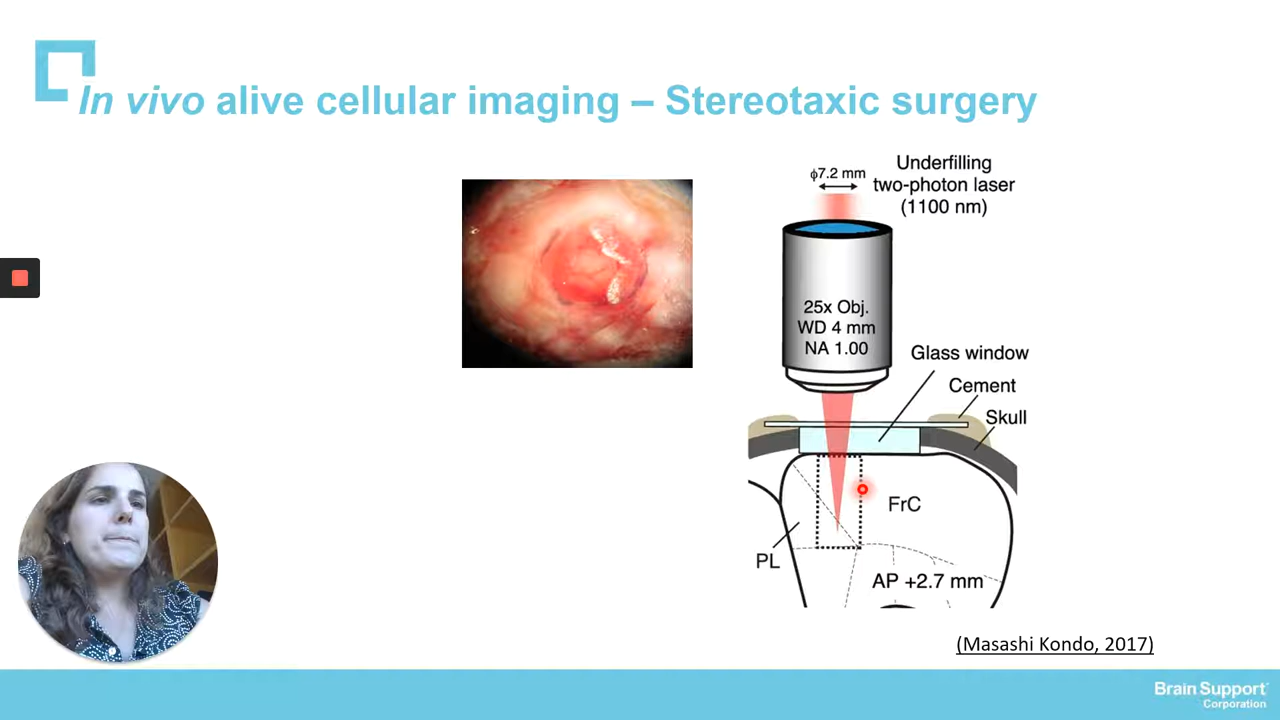 In vivo alive cellular imaging – Stereotaxic surgery
ϕ7.2 mm
Underfilling
two-photon laser
(1100 nm)
25x Obj.
WD 4 mm
NA 1.00
Glass window
Cement
Skull
FrC
PL
AP +2.7 mm
(Masashi Kondo, 2017)
Brain Support
Corporation